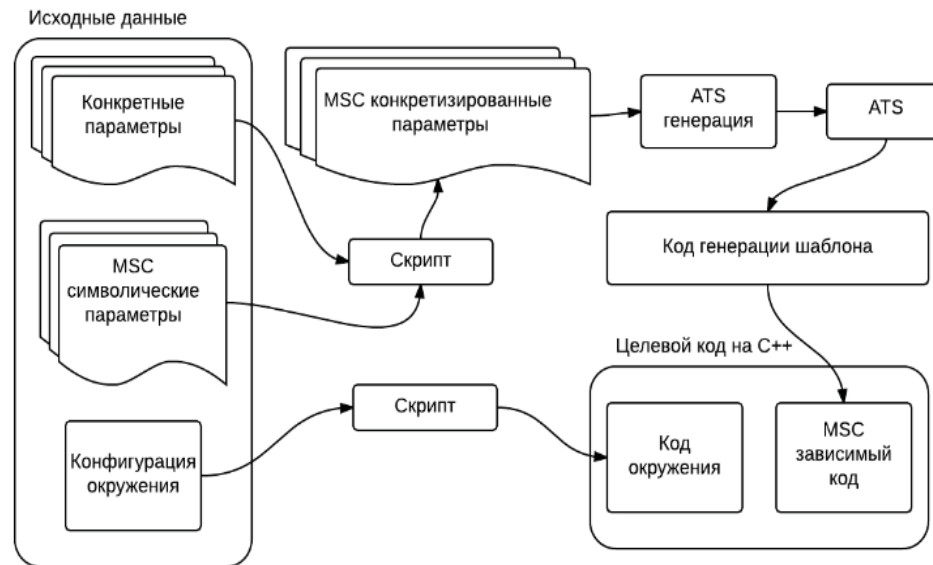 Исходные данные
Конкретные
параметры
MSC конкретизированные
параметры
ATS
генерация
ATS
MSC
символические
параметры
Скрипт
Код генерации шаблона
Целевой код на C++
Конфигурация
окружения
Скрипт
Код
окружения
MSC
зависимый
код